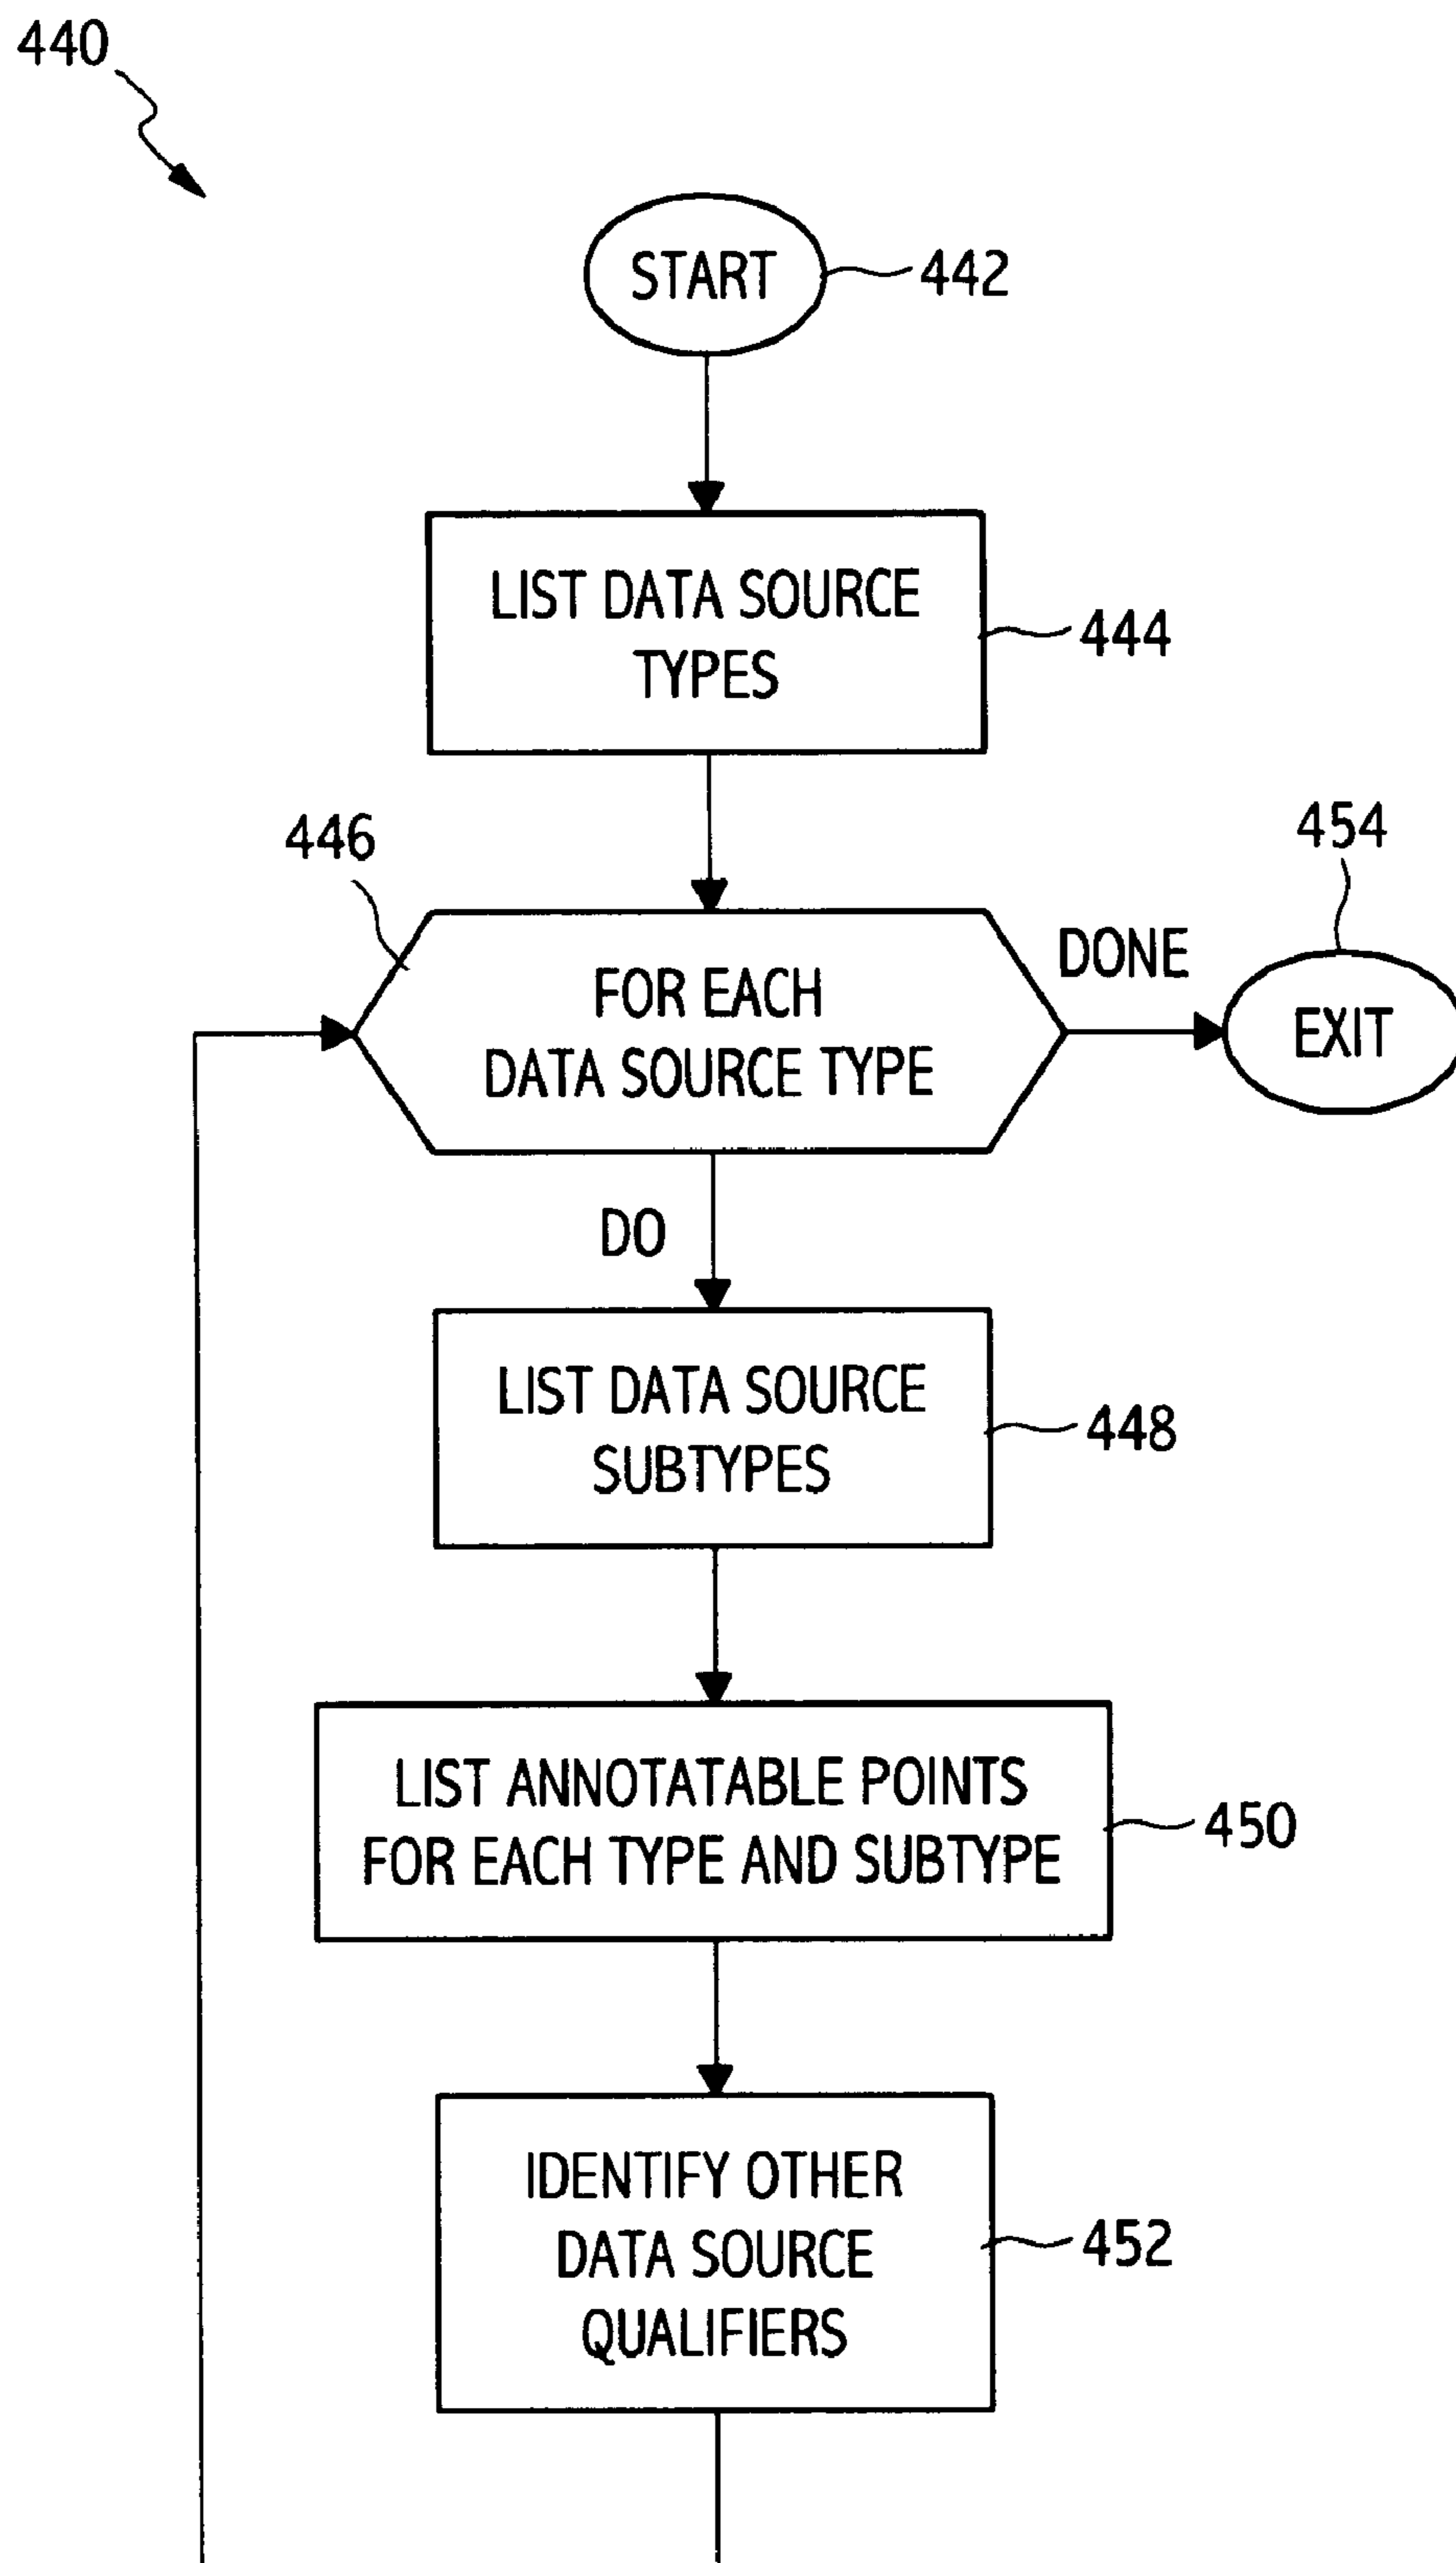 440
START
442
LIST DATA SOURCE
TYPES
444
446
454
FOR EACH
DATA SOURCE TYPE
DONE
EXIT
DO
LIST DATA SOURCE
SUBTYPES
448
LIST ANNOTATABLE POINTS
FOR EACH TYPE AND SUBTYPE
450
IDENTIFY OTHER
DATA SOURCE
QUALIFIERS
452